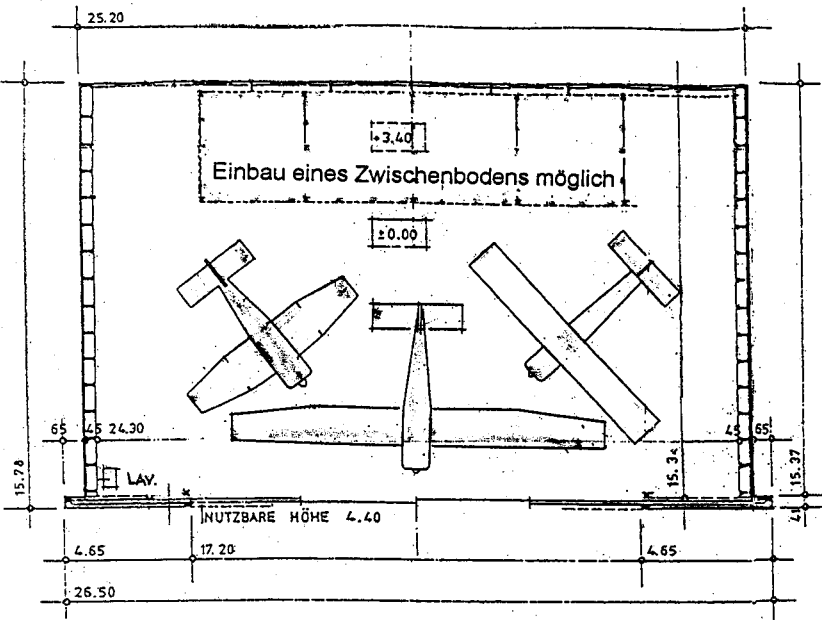 25.20
+3,40
Einbau eines Zwischenbodens möglich
±0.00
65 45 24.30 45 65
15.78
15.34
15.37
LAV.
41
NUTZBARE HÖHE 4.40
4.65 17.20 4.65
26.50